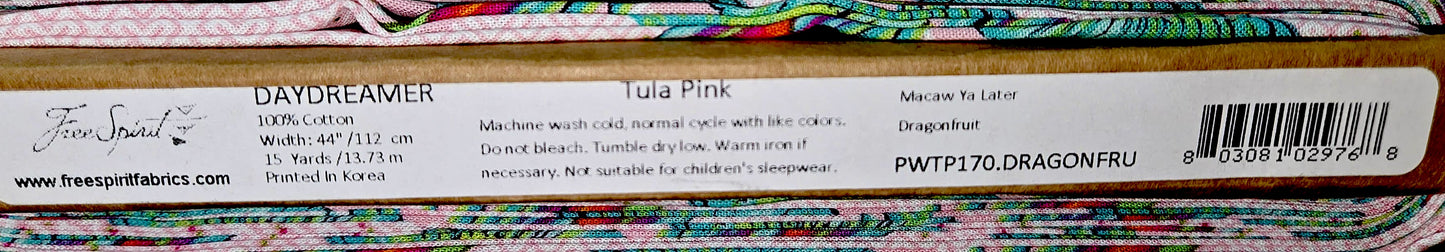 Free Spirit
www.freespiritfabrics.com
DAYDREAMER
100% Cotton
Width: 44" /112 cm
15 Yards /13.73 m
Printed In Korea
Tula Pink
Machine wash cold, normal cycle with like colors.
Do not bleach. Tumble dry low. Warm iron if
necessary. Not suitable for children's sleepwear.
Macaw Ya Later
Dragonfruit
PWTP170.DRAGONFRU
8 03081 02976 8